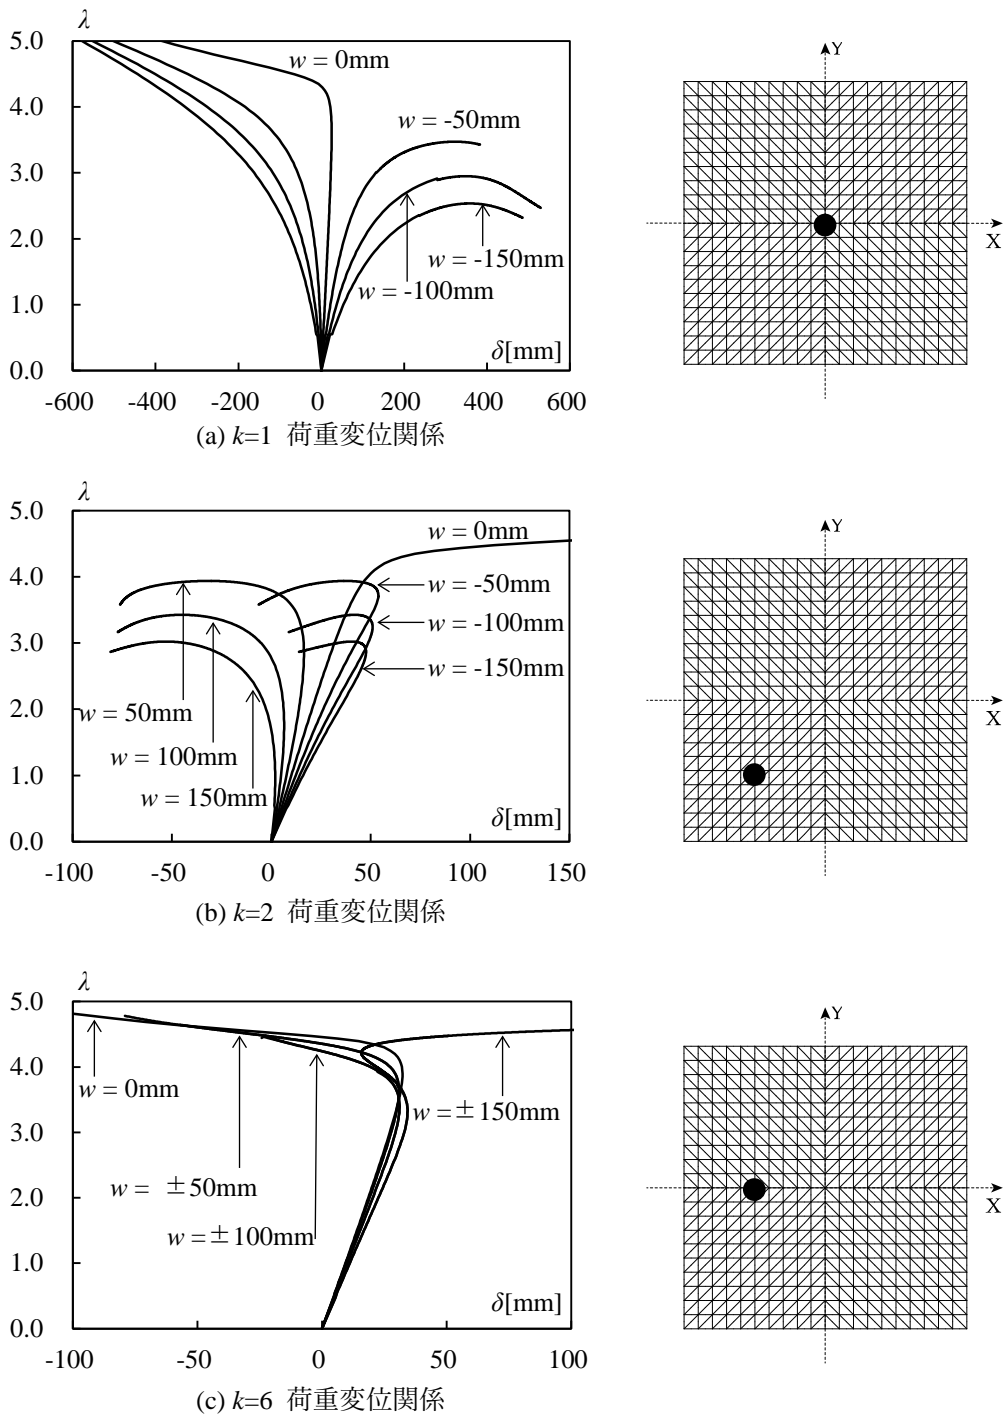 λ
5.0
4.0
3.0
2.0
1.0
0.0
w = 0mm
w = -50mm
w = -150mm
w = -100mm
δ[mm]
-600 -400 -200 0 200 400 600
(a) k=1 荷重変位関係
Y
X
λ
5.0
4.0
3.0
2.0
1.0
0.0
w = 0mm
w = -50mm
w = -100mm
w = -150mm
w = 50mm
w = 100mm
w = 150mm
δ[mm]
-100 -50 0 50 100 150
(b) k=2 荷重変位関係
Y
X
λ
5.0
4.0
3.0
2.0
1.0
0.0
w = 0mm
w = ±150mm
w = ±50mm
w = ±100mm
δ[mm]
-100 -50 0 50 100
(c) k=6 荷重変位関係
Y
X